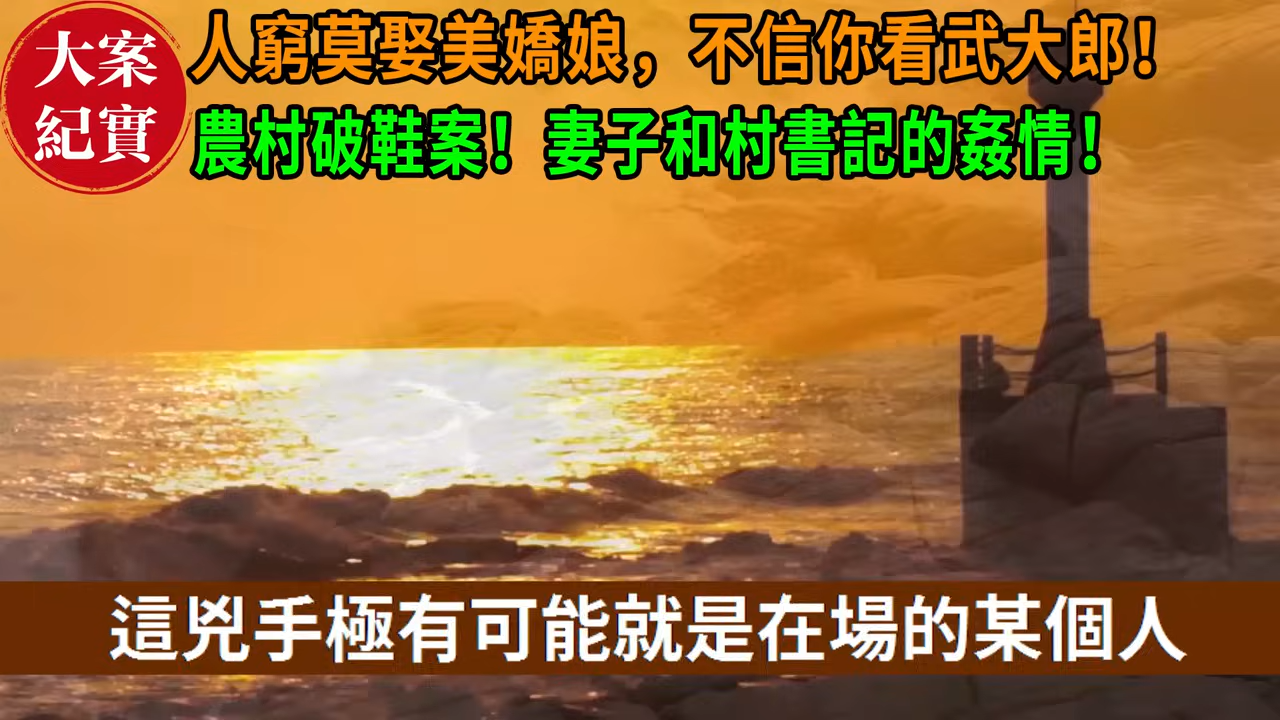 大案
紀實
人窮莫娶美嬌娘，不信你看武大郎！
農村破鞋案！妻子和村書記的姦情！
這兇手極有可能就是在場的某個人